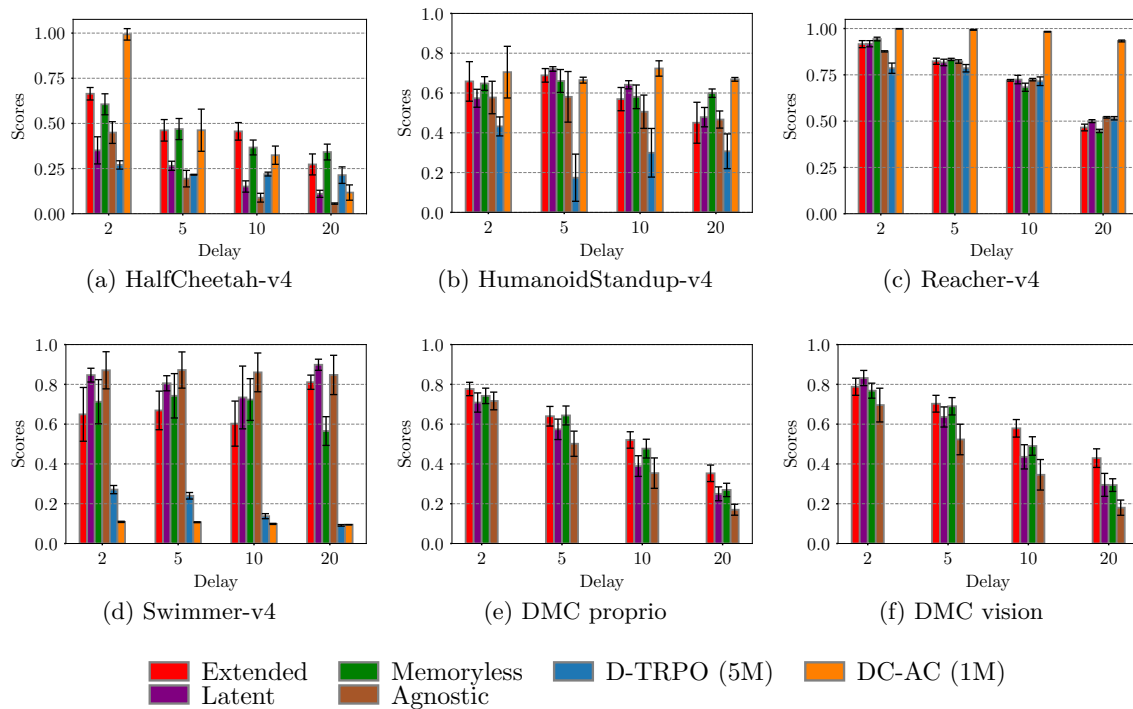 1.00
0.75
0.50
0.25
0.00
Scores
2 5 10 20
Delay
(a) HalfCheetah-v4
1.0
0.8
0.6
0.4
0.2
0.0
Scores
2 5 10 20
Delay
(b) HumanoidStandup-v4
1.00
0.75
0.50
0.25
0.00
Scores
2 5 10 20
Delay
(c) Reacher-v4
1.0
0.8
0.6
0.4
0.2
0.0
Scores
2 5 10 20
Delay
(d) Swimmer-v4
1.0
0.8
0.6
0.4
0.2
0.0
Scores
2 5 10 20
Delay
(e) DMC proprio
1.0
0.8
0.6
0.4
0.2
0.0
Scores
2 5 10 20
Delay
(f) DMC vision
Extended Memoryless D-TRPO (5M) DC-AC (1M)
Latent Agnostic